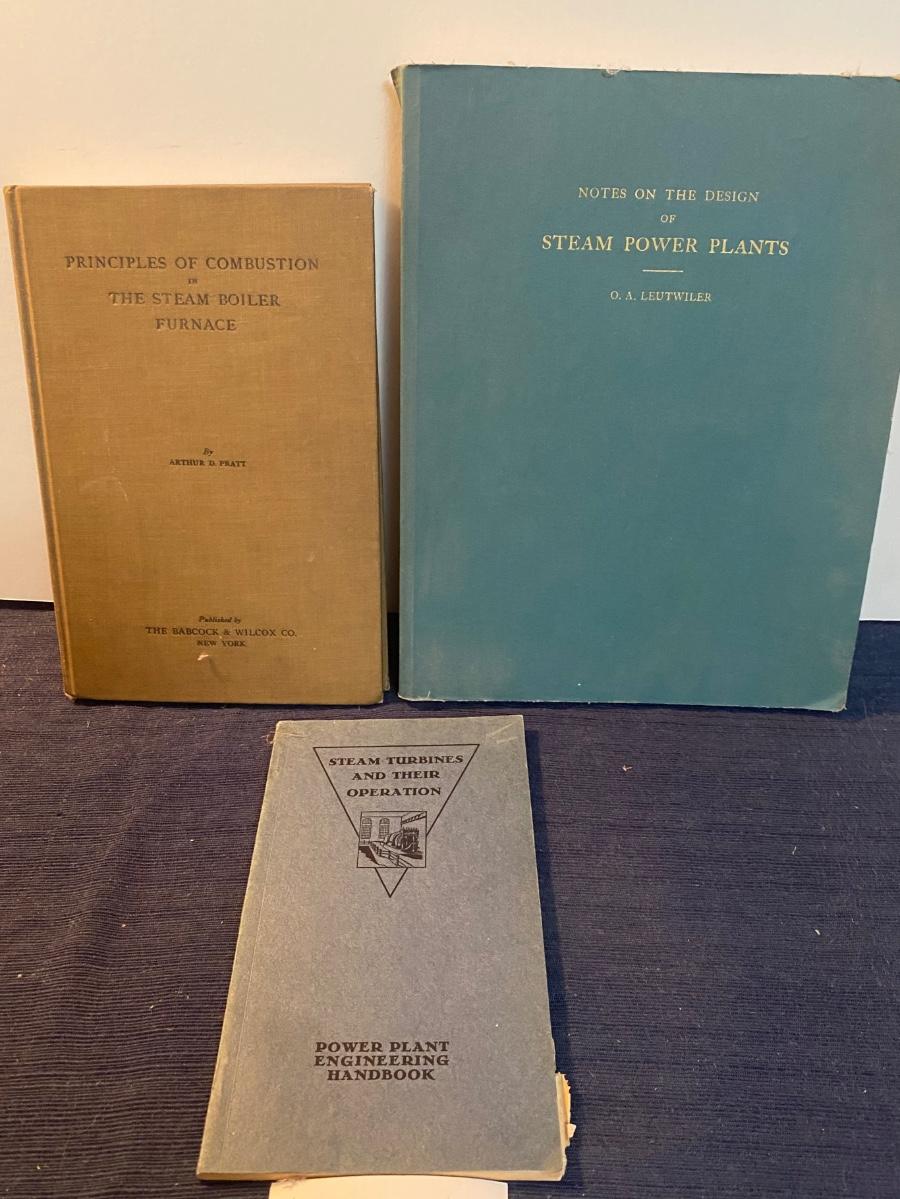 PRINCIPLES OF COMBUSTION
IN
THE STEAM BOILER
FURNACE
By
ARTHUR D. PRATT
Published by
THE BABCOCK & WILCOX CO.
NEW YORK
NOTES ON THE DESIGN
OF
STEAM POWER PLANTS
O. A. LEUTWILER
STEAM TURBINES
AND THEIR
OPERATION
POWER PLANT
ENGINEERING
HANDBOOK